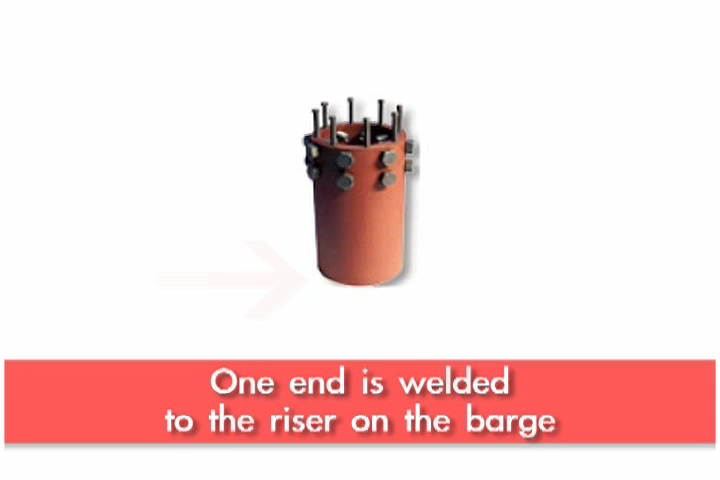 One end is welded
to the riser on the barge